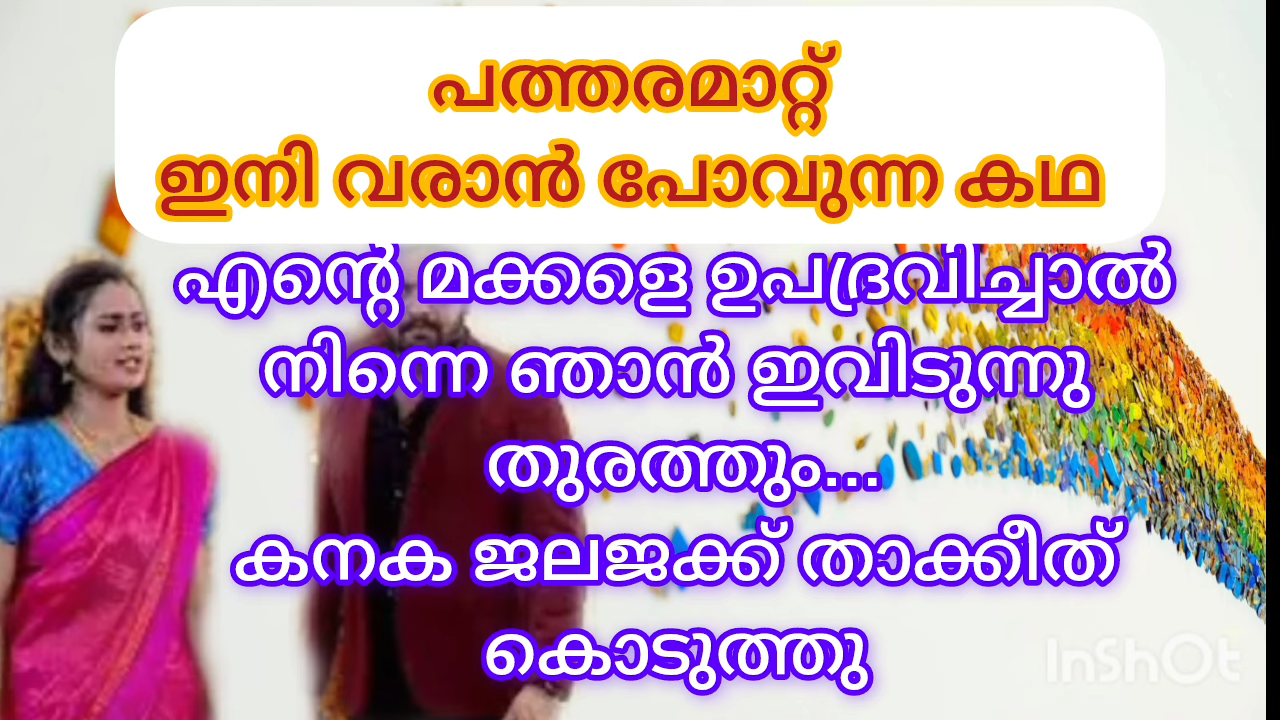 പത്തരമാറ്റ്
ഇനി വരാൻ പോവുന്ന കഥ
എന്റെ മക്കളെ ഉപദ്രവിച്ചാൽ
നിന്നെ ഞാൻ ഇവിടുന്നു
തുരത്തും...
കനക ജലജക്ക് താക്കീത്
കൊടുത്തു
InShOt